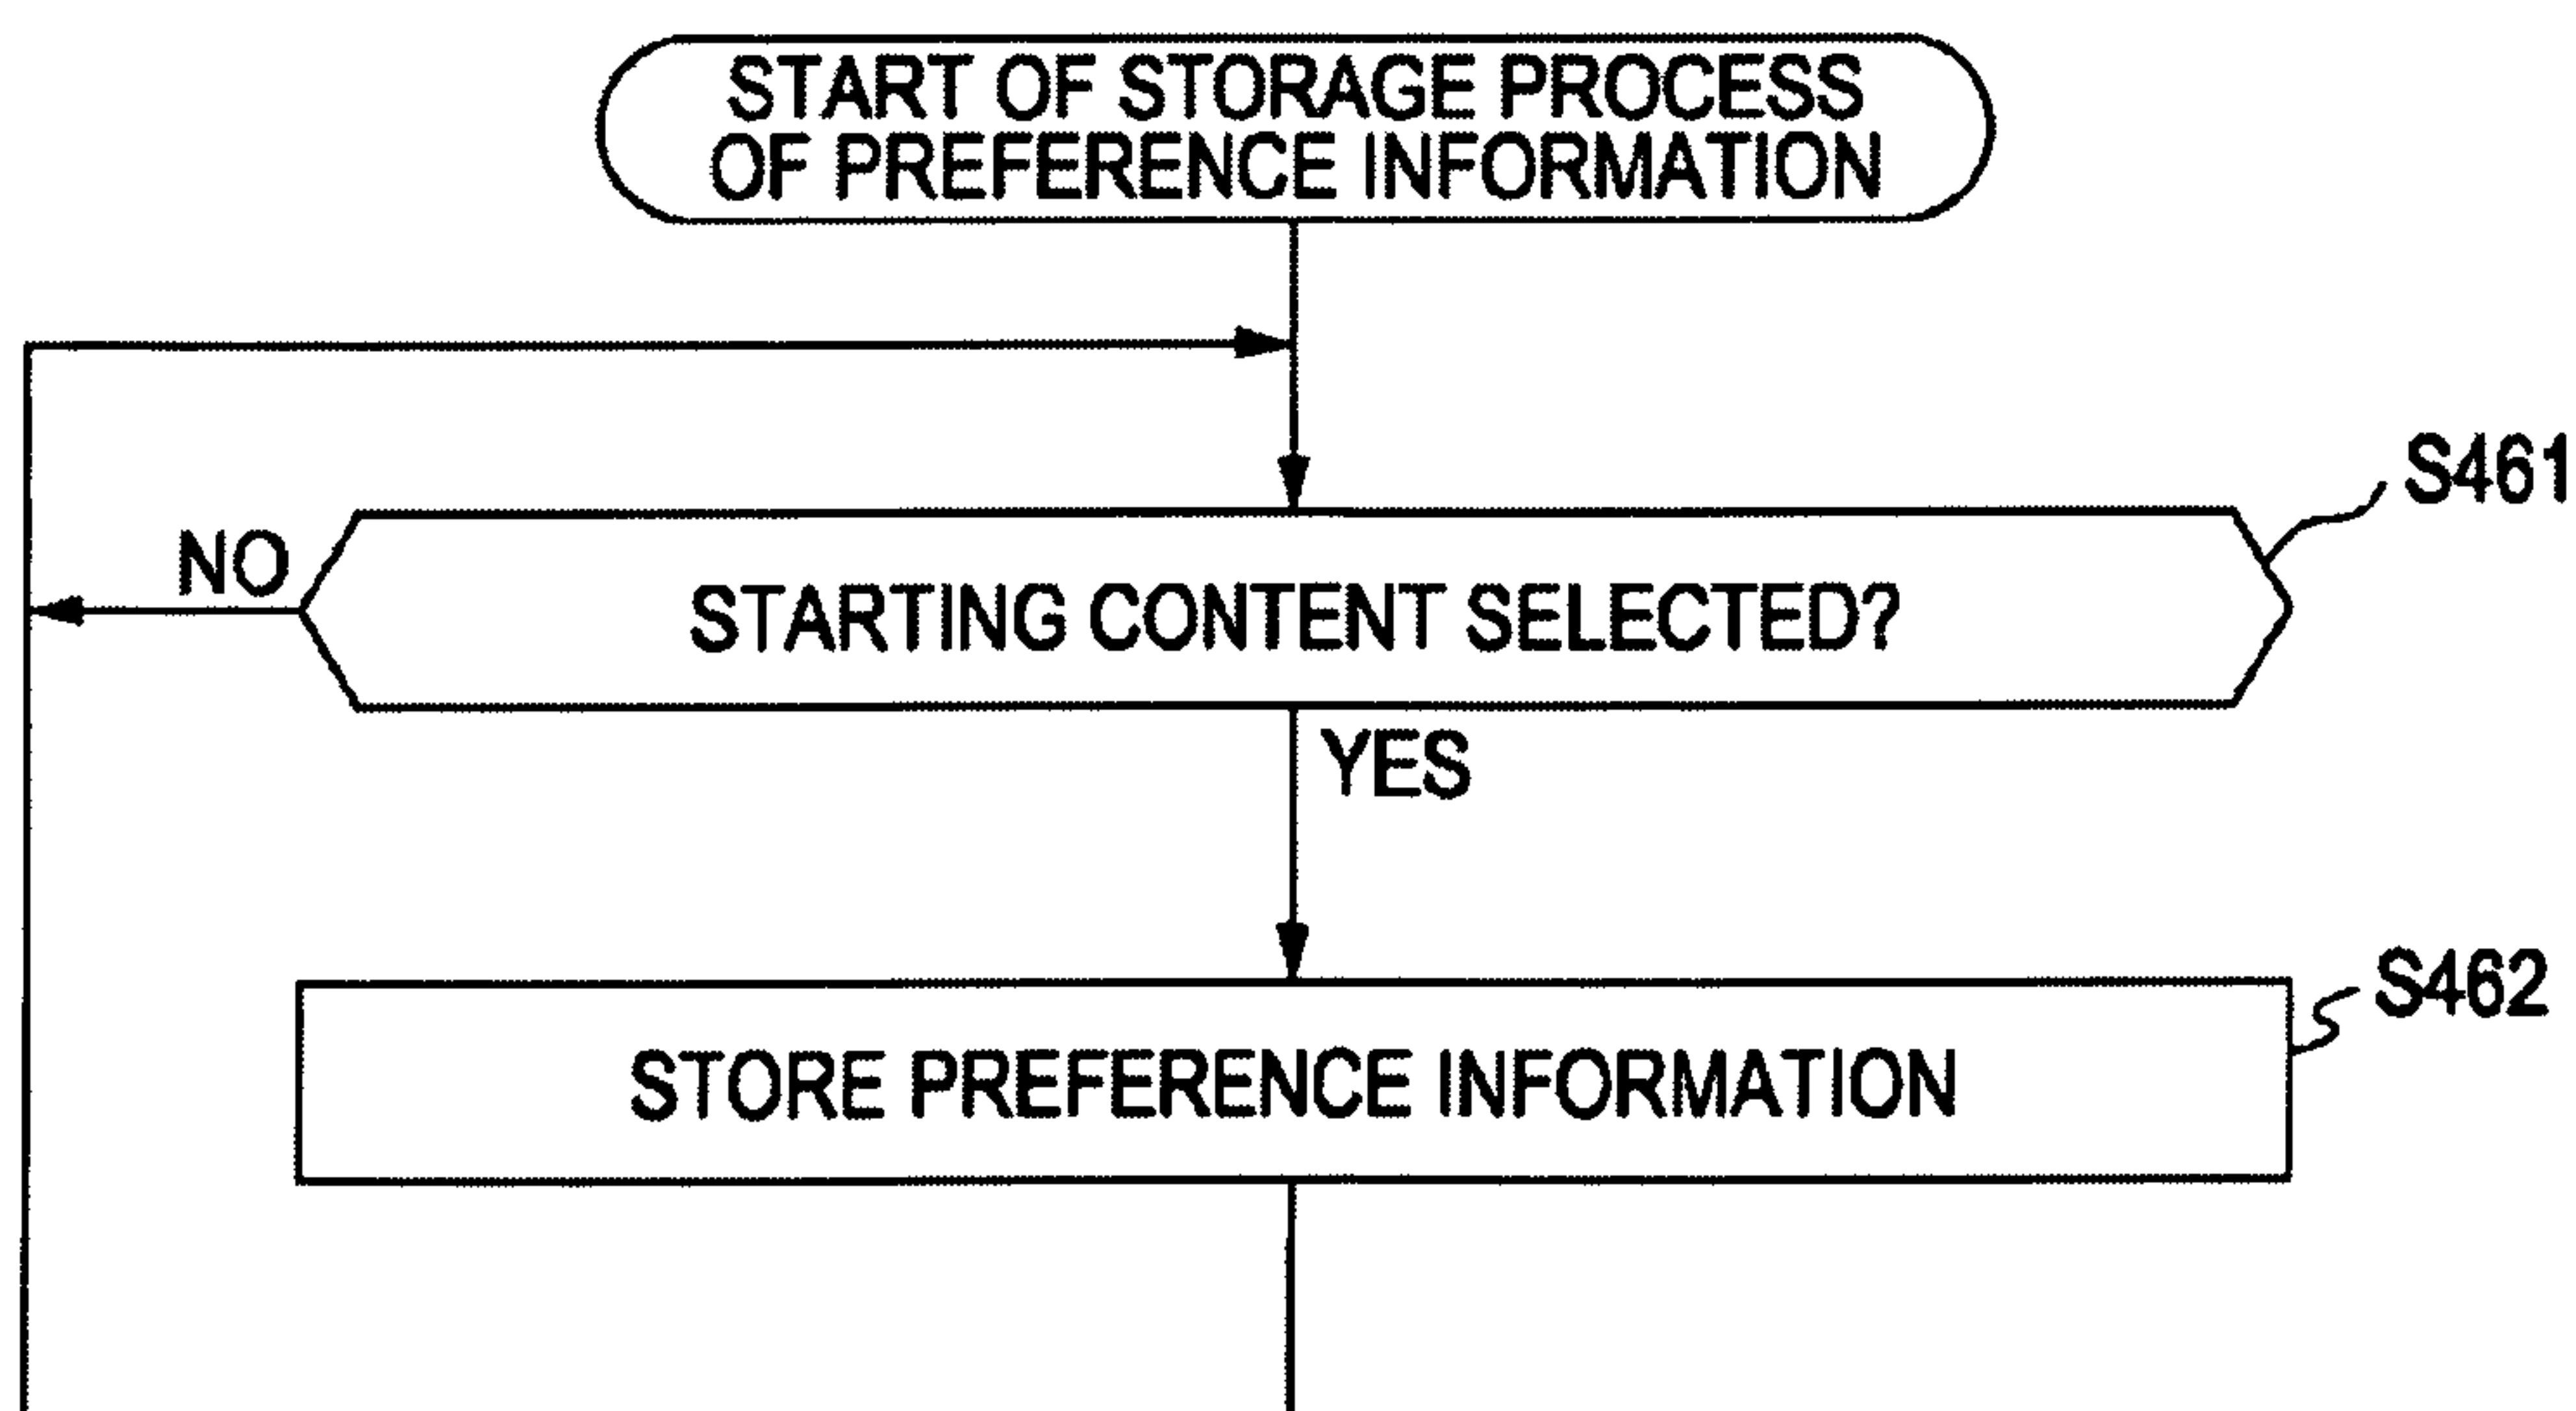 START OF STORAGE PROCESS
OF PREFERENCE INFORMATION
S461
NO
STARTING CONTENT SELECTED?
YES
S462
STORE PREFERENCE INFORMATION